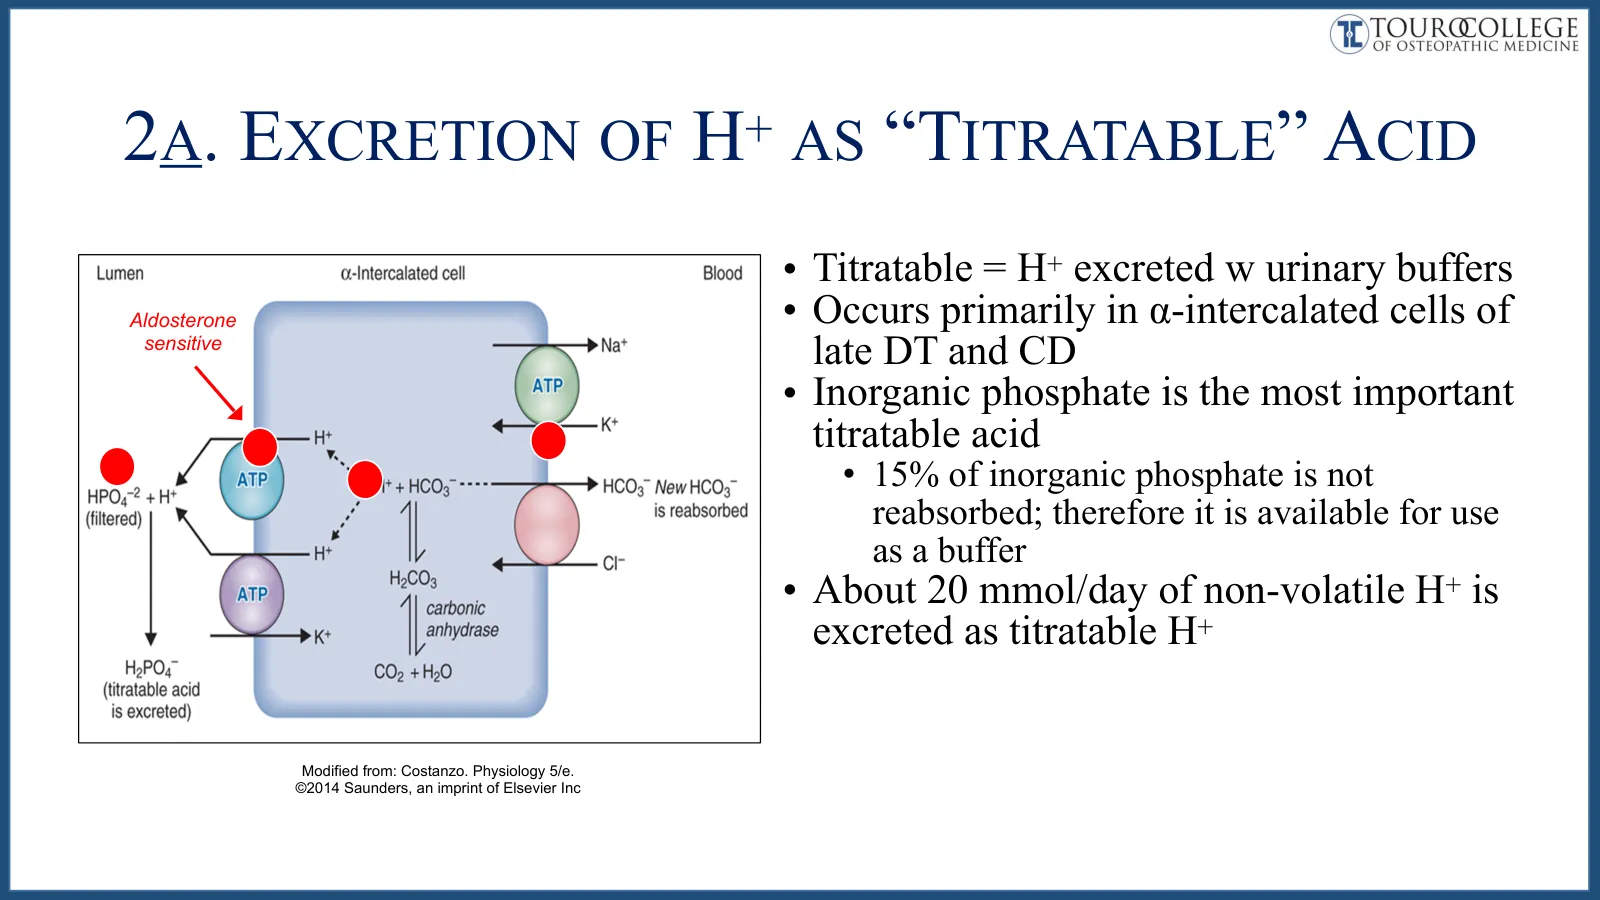 TOUROCOLLEGE
OF OSTEOPATHIC MEDICINE
2A. EXCRETION OF H⁺ AS “TITRATABLE” ACID
Lumen
α-Intercalated cell
Blood
Aldosterone
sensitive
Na⁺
ATP
K⁺
H⁺
ATP
HPO₄⁻² + H⁺
(filtered)
⁺ + HCO₃⁻
HCO₃⁻ New HCO₃⁻
is reabsorbed
H⁺
Cl⁻
H₂CO₃
ATP
carbonic
anhydrase
K⁺
CO₂ + H₂O
H₂PO₄⁻
(titratable acid
is excreted)
Modified from: Costanzo. Physiology 5/e.
©2014 Saunders, an imprint of Elsevier Inc
• Titratable = H⁺ excreted w urinary buffers
• Occurs primarily in α-intercalated cells of
late DT and CD
• Inorganic phosphate is the most important
titratable acid
• 15% of inorganic phosphate is not
reabsorbed; therefore it is available for use
as a buffer
• About 20 mmol/day of non-volatile H⁺ is
excreted as titratable H⁺